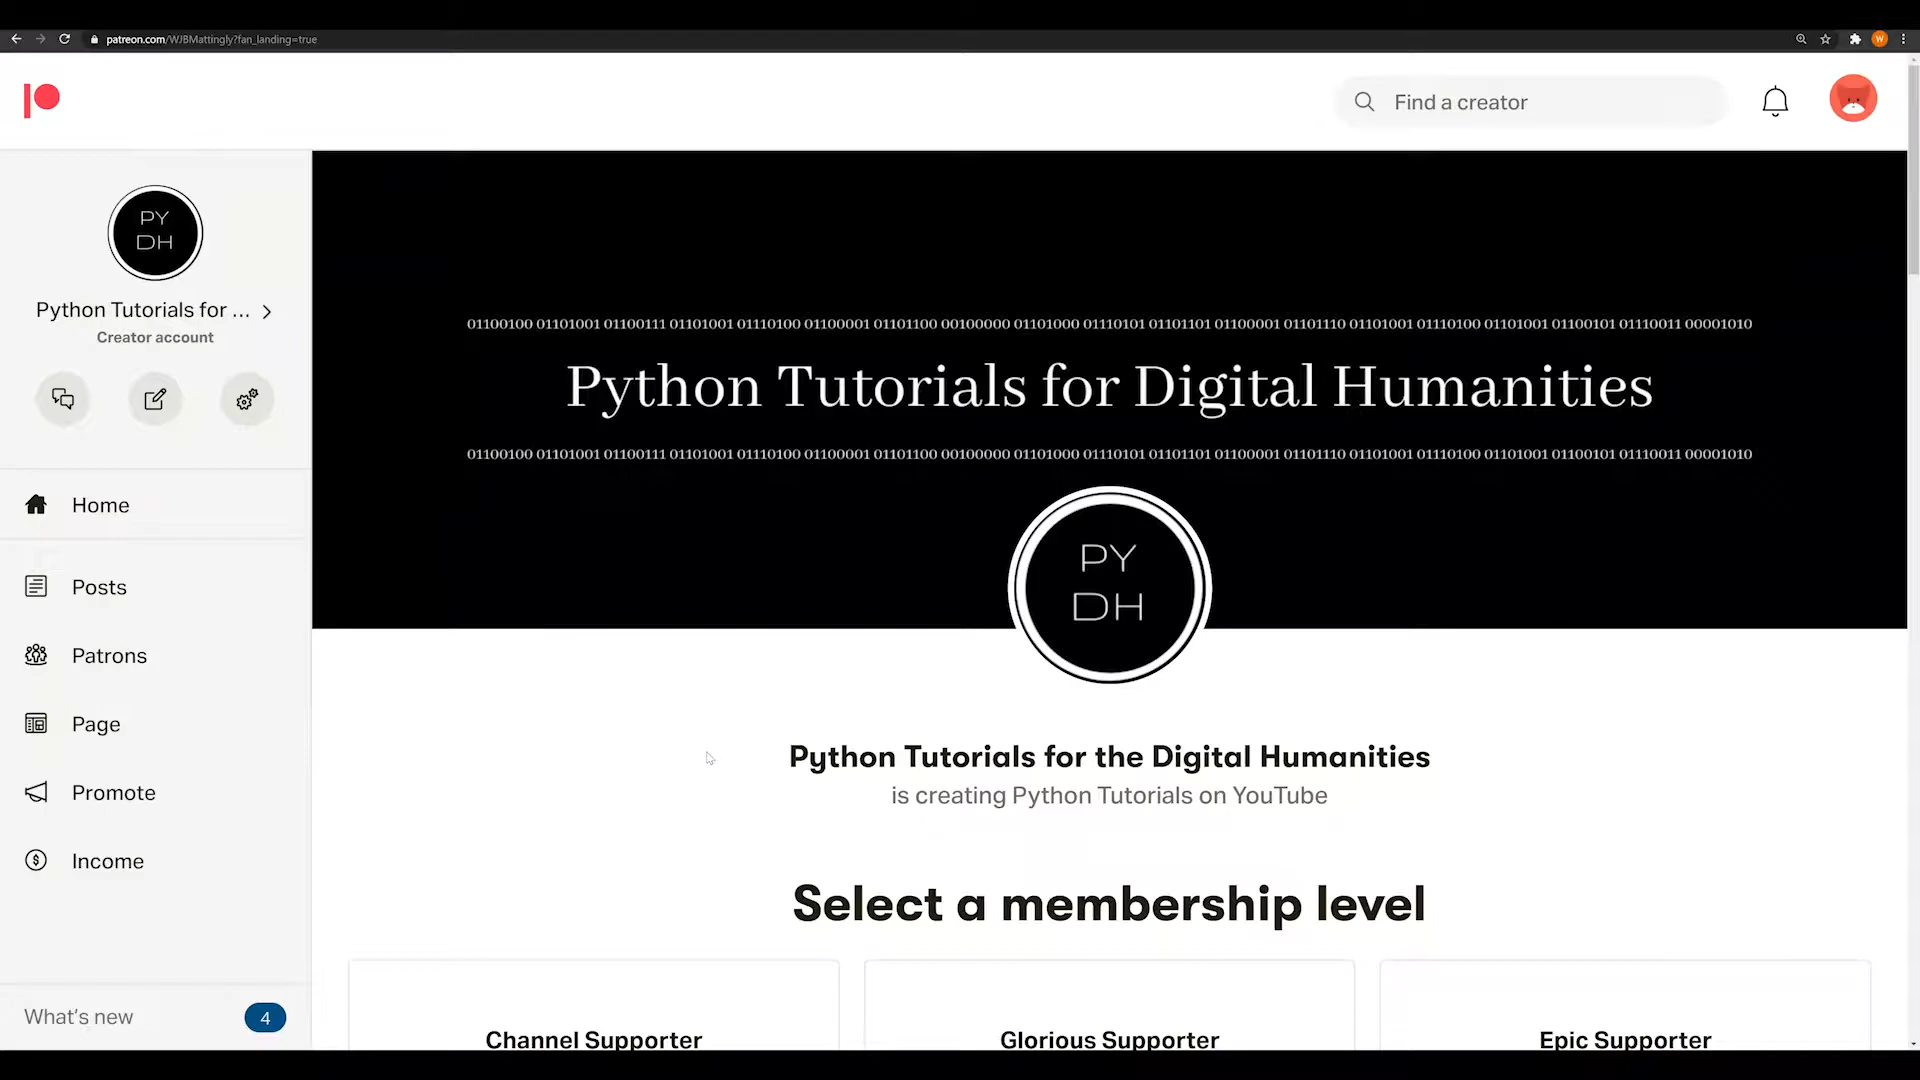 patreon.com/WJBMattingly?fan_landing=true
W
Find a creator
PY
DH
Python Tutorials for ...
Creator account
Home
Posts
Patrons
Page
Promote
Income
What's new
4
01100100 01101001 01100111 01101001 01110100 01100001 01101100 00100000 01101000 01110101 01101101 01100001 01101110 01101001 01110100 01101001 01100101 01110011 00001010
Python Tutorials for Digital Humanities
01100100 01101001 01100111 01101001 01110100 01100001 01101100 00100000 01101000 01110101 01101101 01100001 01101110 01101001 01110100 01101001 01100101 01110011 00001010
PY
DH
Python Tutorials for the Digital Humanities
is creating Python Tutorials on YouTube
Select a membership level
Channel Supporter
Glorious Supporter
Epic Supporter